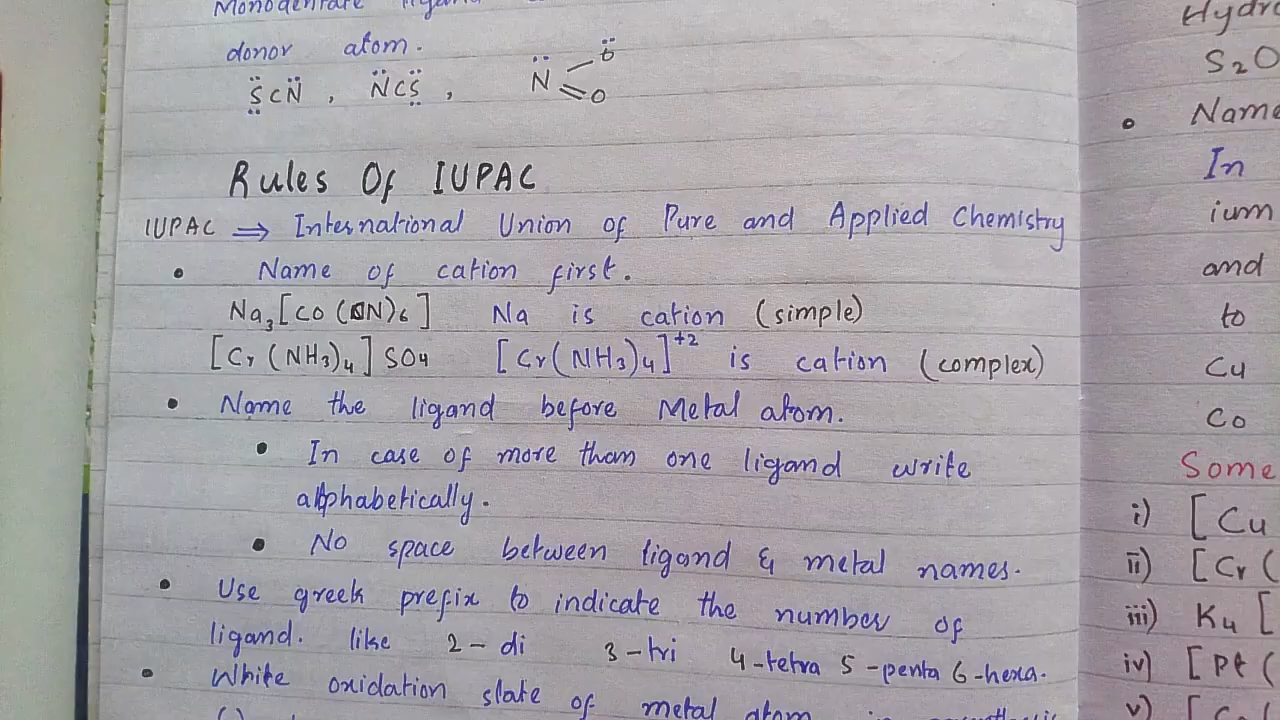 Monodentate ligand
donor atom.
S̈CN̈ , N̈CS̈ , N O O
Rules Of IUPAC
IUPAC ⇒ International Union of Pure and Applied Chemistry
• Name of cation first.
Na₃[CO(CN)₆] Na is cation (simple)
[Cr(NH₃)₄]SO₄ [Cr(NH₃)₄]⁺² is cation (complex)
• Name the ligand before Metal atom.
• In case of more than one ligand write
alphabetically.
• No space between ligand & metal names.
• Use greek prefix to indicate the number of
ligand. like 2-di 3-tri 4-tetra 5-penta 6-hexa.
• Write oxidation state of metal atom in
Hydro
S₂O
• Name
In
ium
and
to
Cu
Co
Some
i) [Cu
ii) [Cr(
iii) K₄[
iv) [Pt(
v)